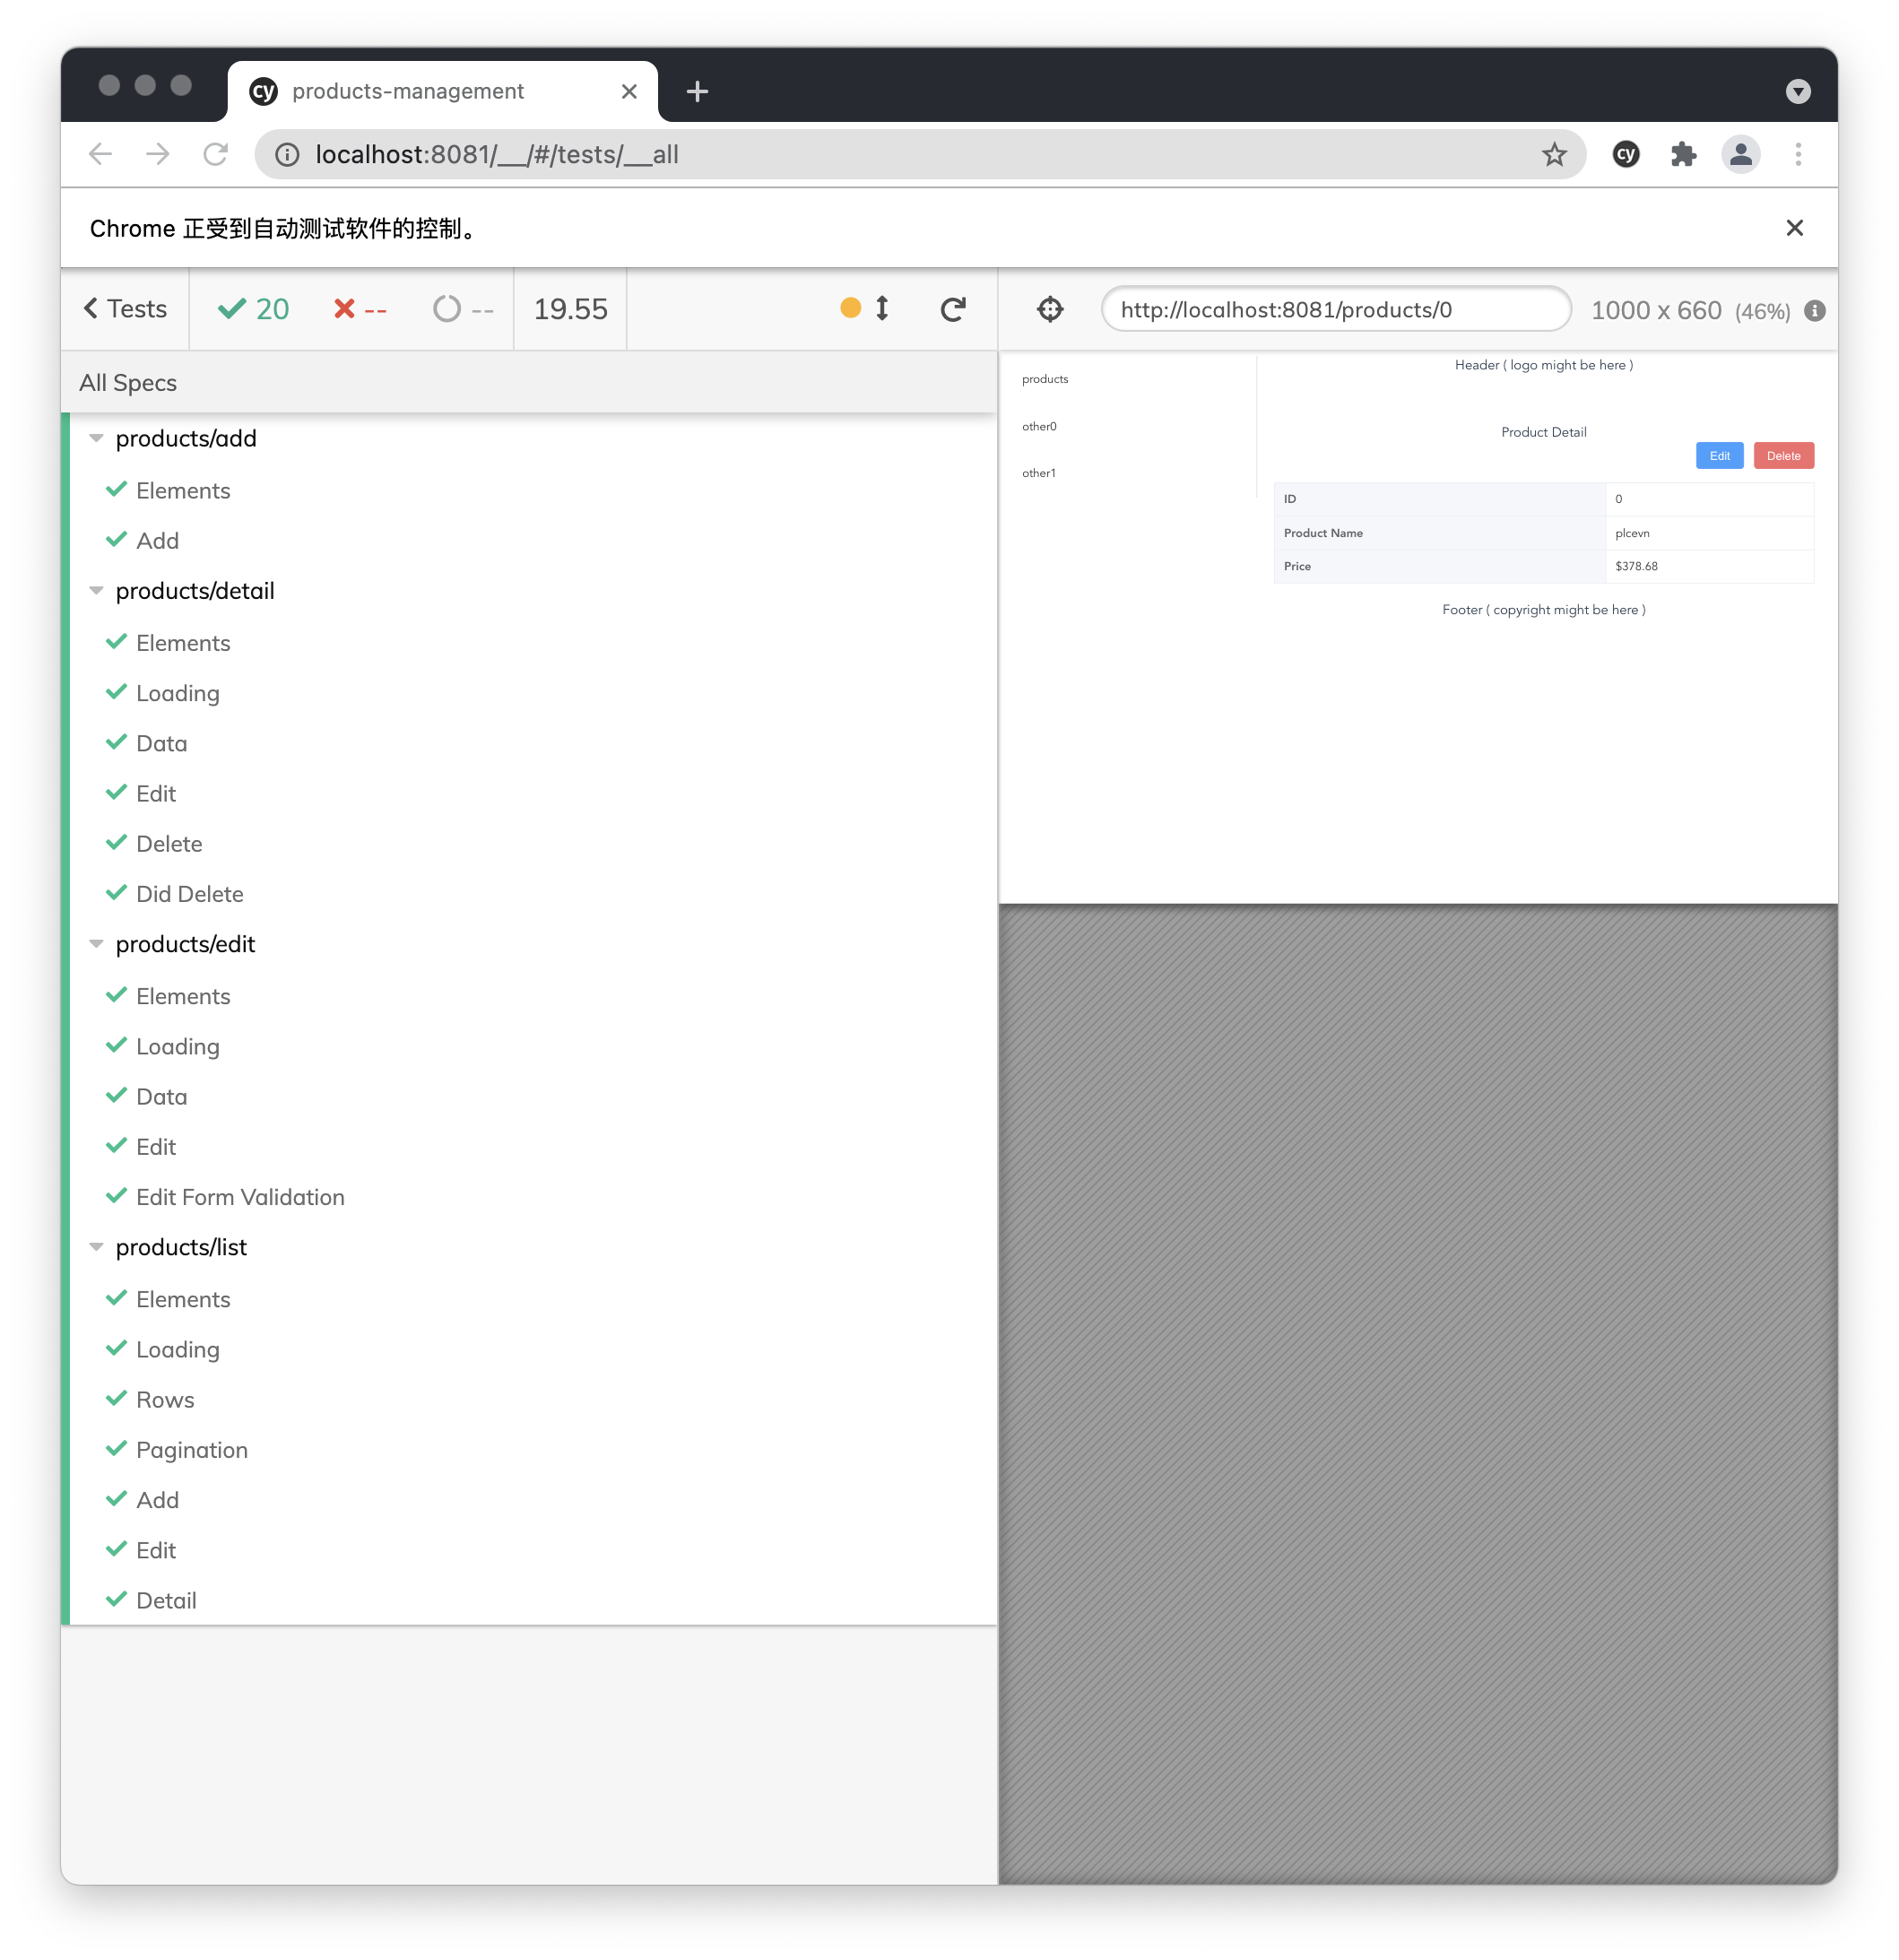 cy products-management
localhost:8081/__/#/tests/__all
cy
Chrome 正受到自动测试软件的控制。
Tests 20 -- -- 19.55
http://localhost:8081/products/0 1000 x 660 (46%)
All Specs
products/add
Elements
Add
products/detail
Elements
Loading
Data
Edit
Delete
Did Delete
products/edit
Elements
Loading
Data
Edit
Edit Form Validation
products/list
Elements
Loading
Rows
Pagination
Add
Edit
Detail
products
other0
other1
Header ( logo might be here )
Product Detail
Edit Delete
ID 0
Product Name plcevn
Price $378.68
Footer ( copyright might be here )